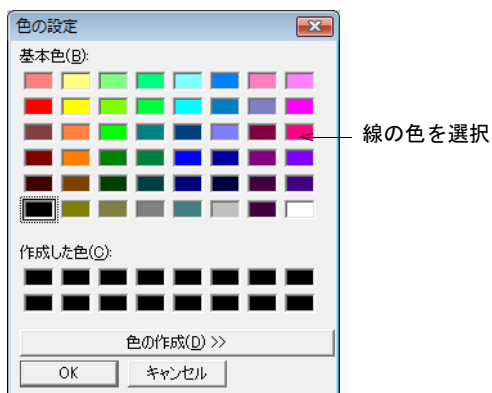 色の設定
基本色(B):
線の色を選択
作成した色(C):
色の作成(D) >>
OK キャンセル